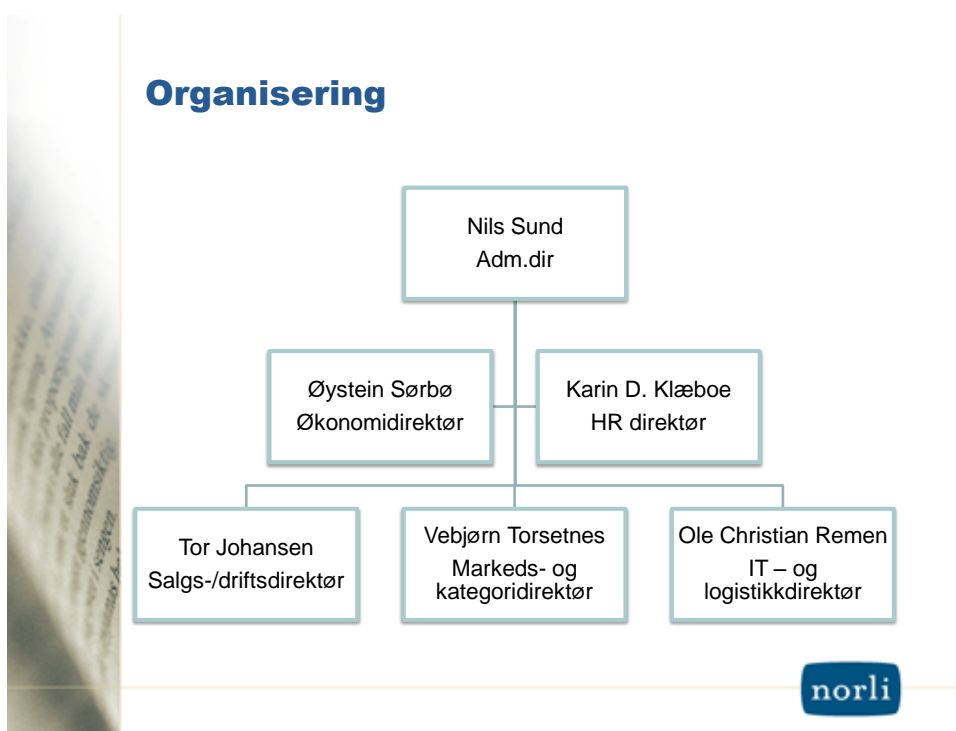 Organisering
Nils Sund
Adm.dir
Øystein Sørbø
Økonomidirektør
Karin D. Klæboe
HR direktør
Tor Johansen
Salgs-/driftsdirektør
Vebjørn Torsetnes
Markeds- og
kategoridirektør
Ole Christian Remen
IT – og
logistikkdirektør
norli